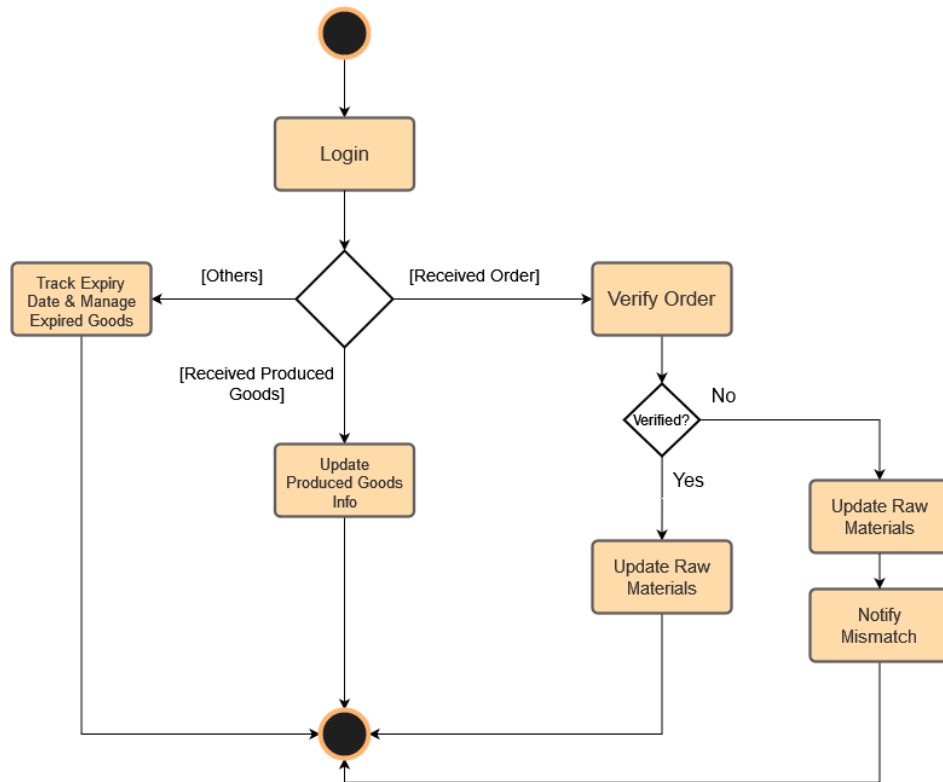 Login
[Others]
[Received Order]
Track Expiry
Date & Manage
Expired Goods
Verify Order
[Received Produced
Goods]
Verified?
No
Update
Produced Goods
Info
Yes
Update Raw
Materials
Update Raw
Materials
Notify
Mismatch